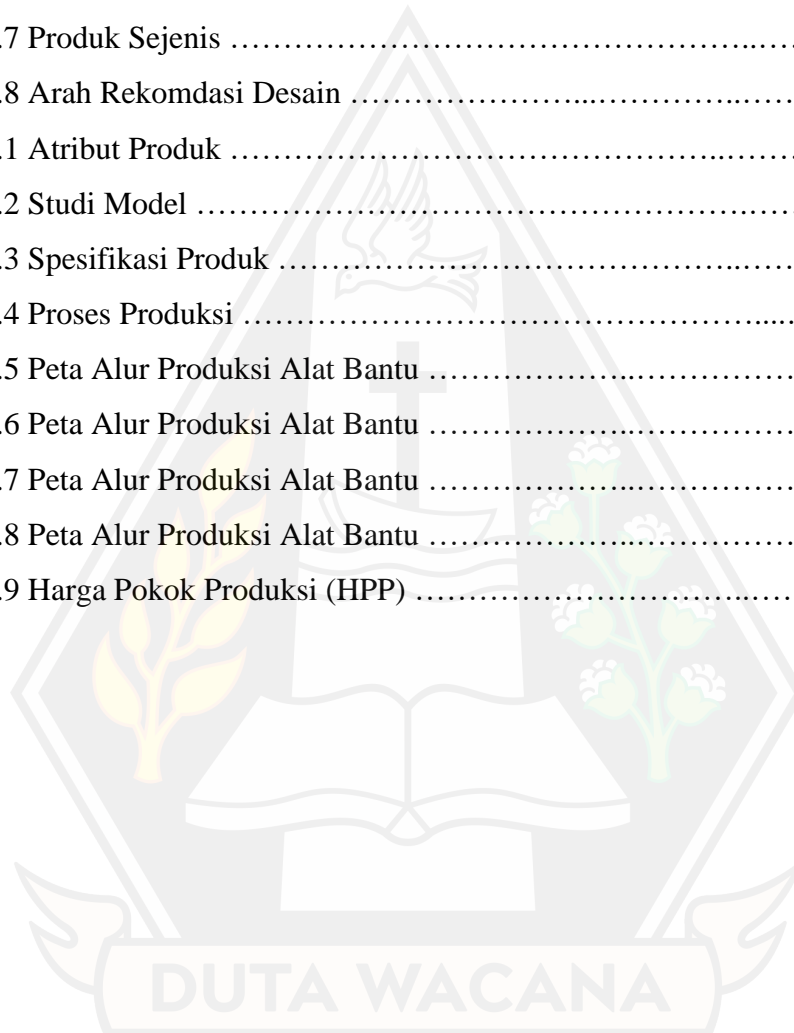 .7 Produk Sejenis …………………………………………..….
.8 Arah Rekomdasi Desain …………………...…………..……
.1 Atribut Produk ………………………………………..…….
.2 Studi Model ………………………………………….……
.3 Spesifikasi Produk ……………………………………..……
.4 Proses Produksi …………………………………………....…
.5 Peta Alur Produksi Alat Bantu ………………..……………
.6 Peta Alur Produksi Alat Bantu ………………..……………
.7 Peta Alur Produksi Alat Bantu ………………..……………
.8 Peta Alur Produksi Alat Bantu ………………..……………
.9 Harga Pokok Produksi (HPP) …………………………..……
DUTA WACANA